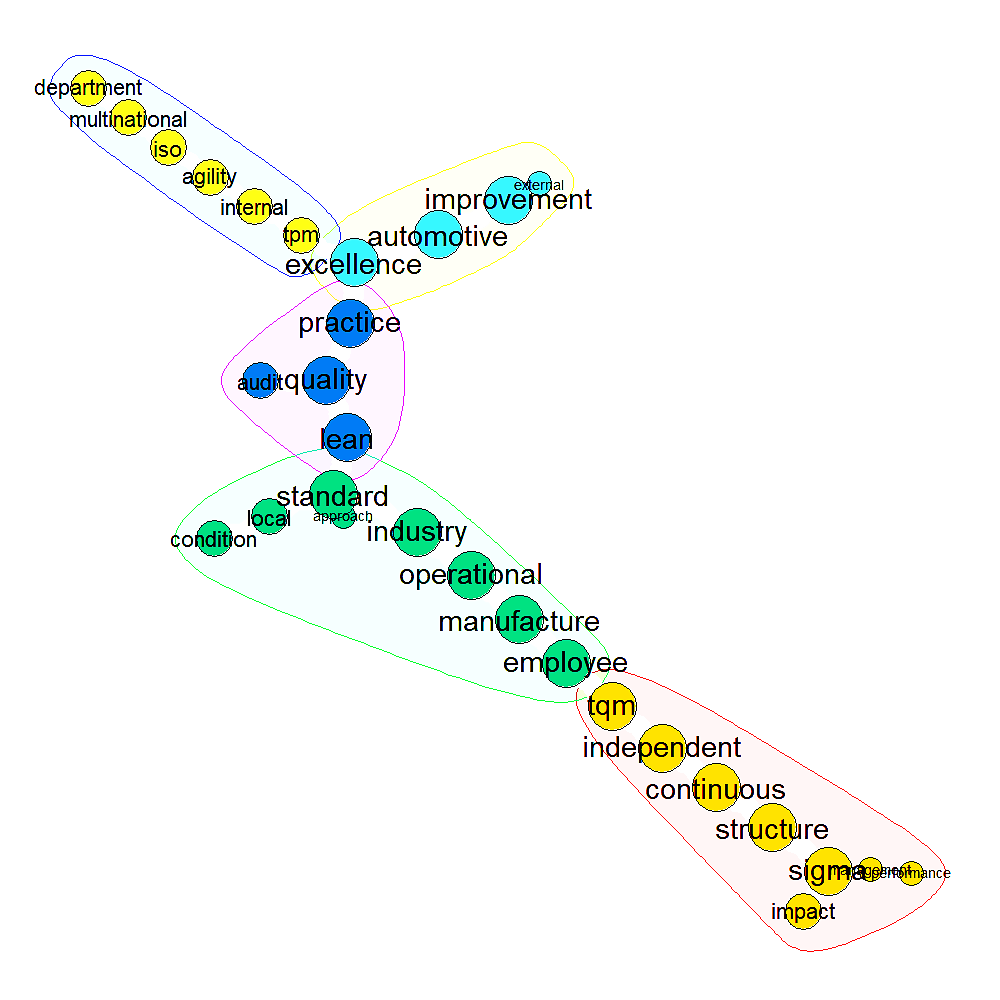 department
multinational
iso
agility
internal
tpm
external
improvement
automotive
excellence
practice
audit
quality
lean
standard
approach
local
industry
condition
operational
manufacture
employee
tqm
independent
continuous
structure
sigma
management
performance
impact